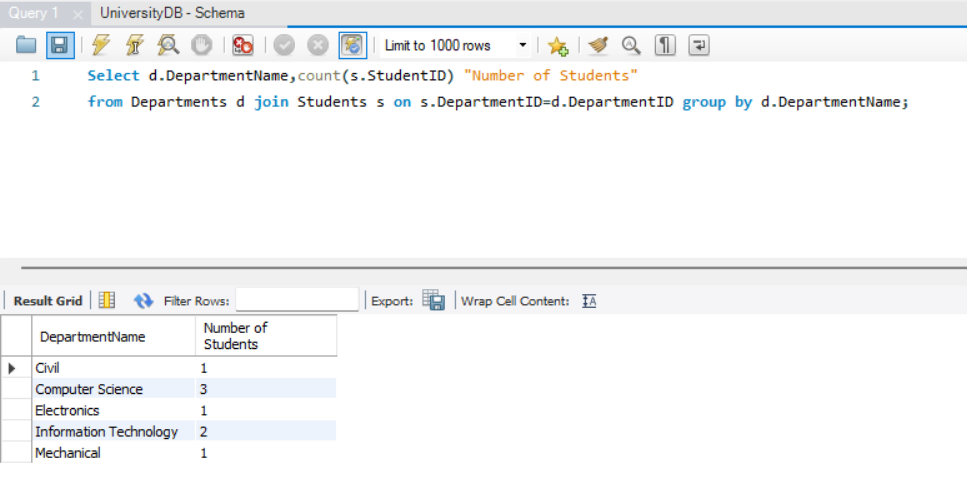 Query 1
UniversityDB - Schema
Limit to 1000 rows
1 Select d.DepartmentName,count(s.StudentID) "Number of Students"
2 from Departments d join Students s on s.DepartmentID=d.DepartmentID group by d.DepartmentName;
Result Grid Filter Rows: Export: Wrap Cell Content: IA
DepartmentName Number of
Students
Civil 1
Computer Science 3
Electronics 1
Information Technology 2
Mechanical 1